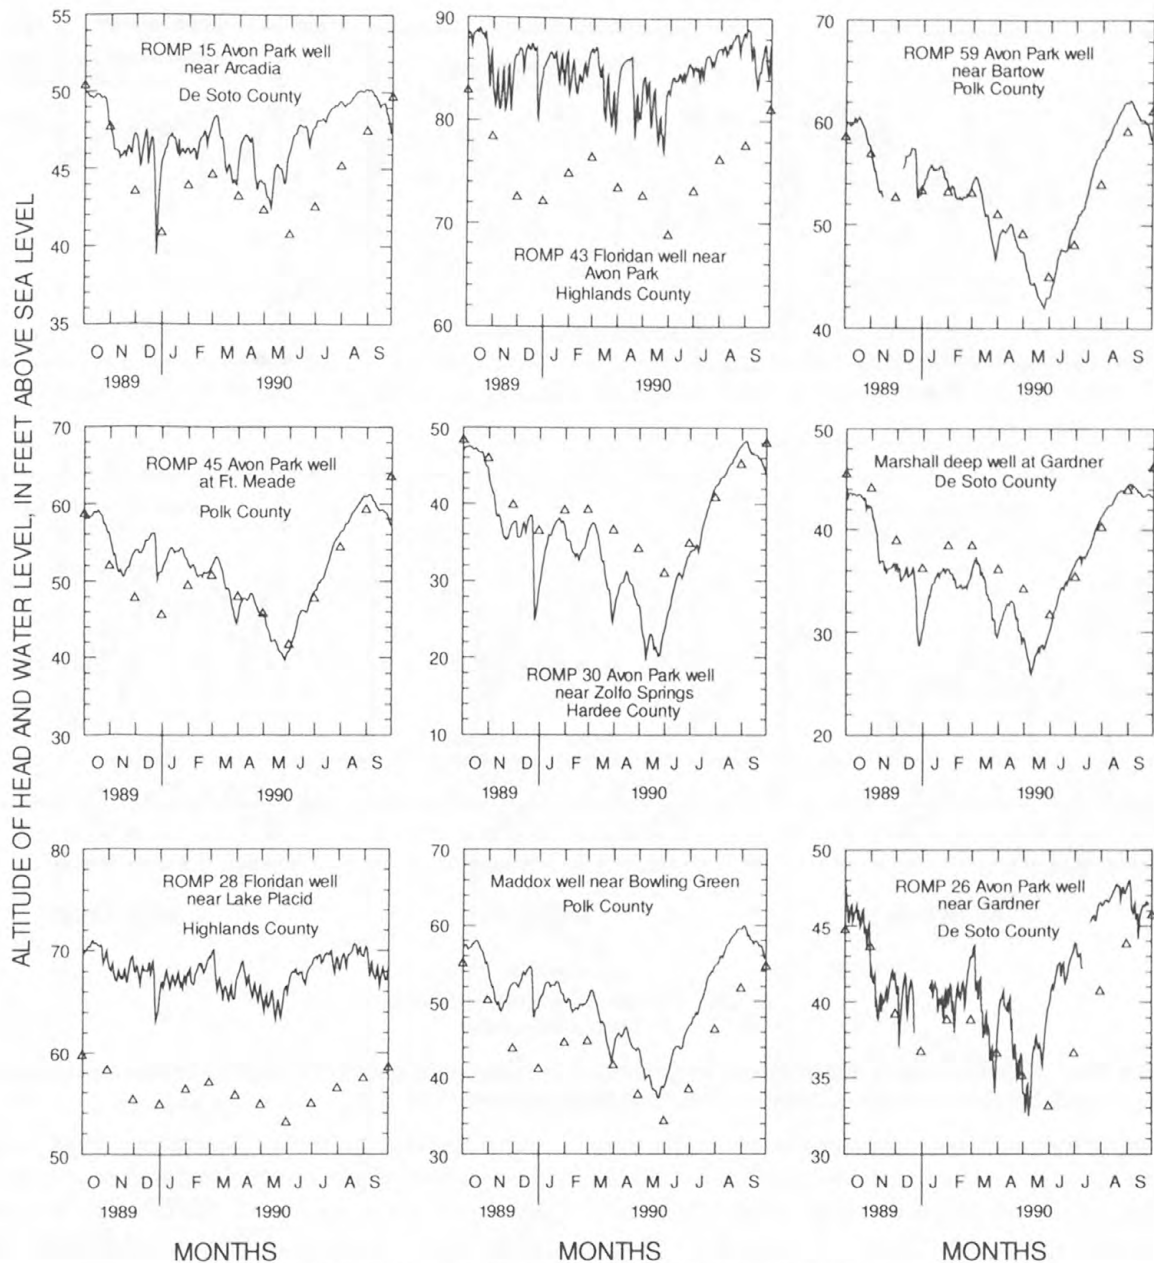 ALTITUDE OF HEAD AND WATER LEVEL, IN FEET ABOVE SEA LEVEL
55
50
45
40
35
ROMP 15 Avon Park well
near Arcadia
De Soto County
O N D J F M A M J J A S
1989 1990
90
80
70
60
ROMP 43 Floridan well near
Avon Park
Highlands County
O N D J F M A M J J A S
1989 1990
70
60
50
40
ROMP 59 Avon Park well
near Bartow
Polk County
O N D J F M A M J J A S
1989 1990
70
60
50
40
30
ROMP 45 Avon Park well
at Ft. Meade
Polk County
O N D J F M A M J J A S
1989 1990
50
40
30
20
10
ROMP 30 Avon Park well
near Zolfo Springs
Hardee County
O N D J F M A M J J A S
1989 1990
50
40
30
20
Marshall deep well at Gardner
De Soto County
O N D J F M A M J J A S
1989 1990
80
70
60
50
ROMP 28 Floridan well
near Lake Placid
Highlands County
O N D J F M A M J J A S
1989 1990
MONTHS
70
60
50
40
30
Maddox well near Bowling Green
Polk County
O N D J F M A M J J A S
1989 1990
MONTHS
50
45
40
35
30
ROMP 26 Avon Park well
near Gardner
De Soto County
O N D J F M A M J J A S
1989 1990
MONTHS